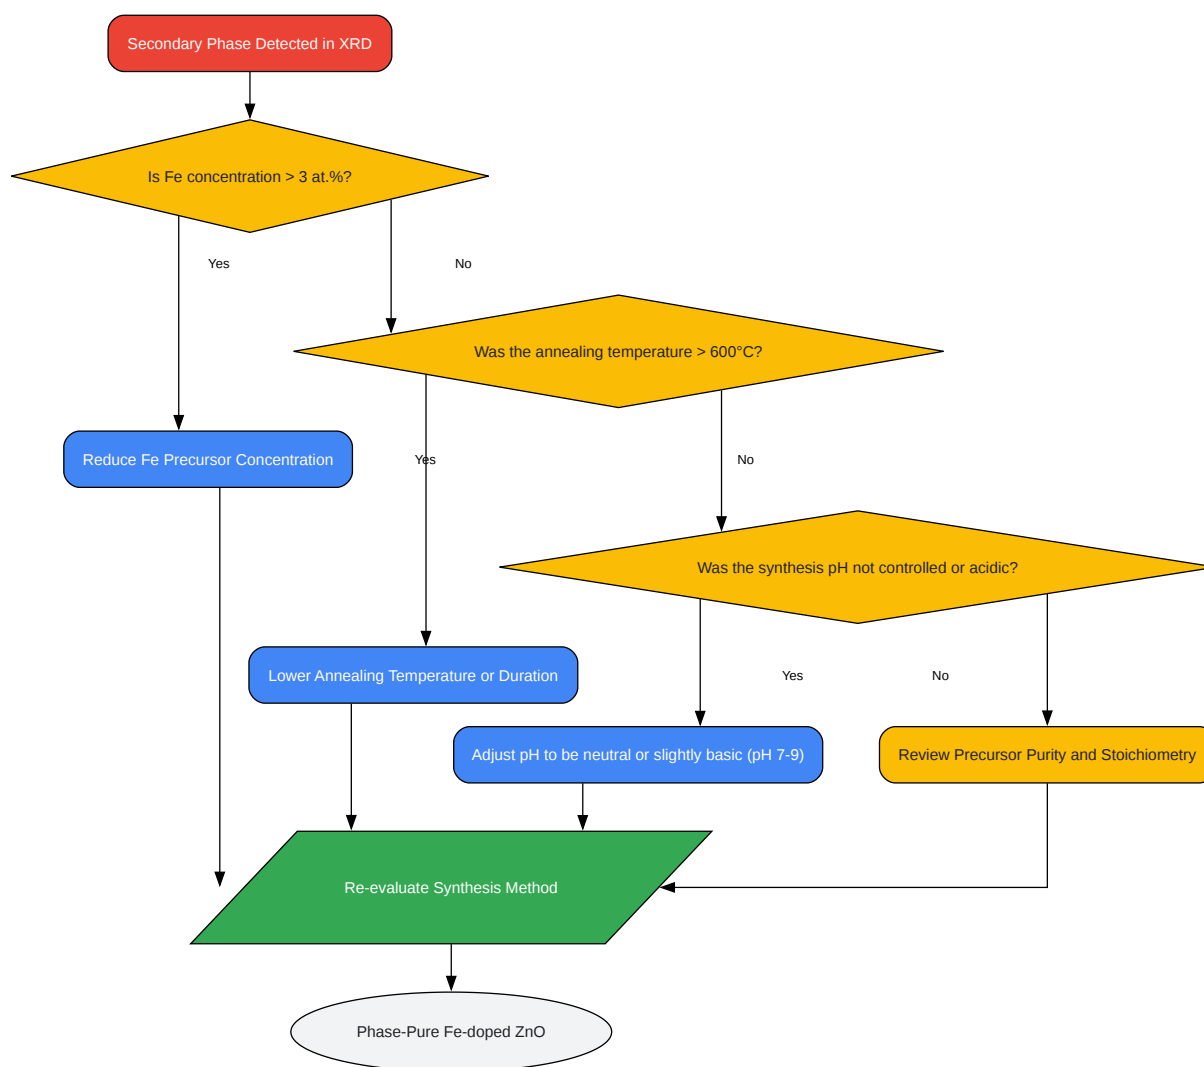 Secondary Phase Detected in XRD
Is Fe concentration > 3 at.%?
Yes
No
Was the annealing temperature > 600°C?
Reduce Fe Precursor Concentration
Yes
No
Was the synthesis pH not controlled or acidic?
Lower Annealing Temperature or Duration
Yes
No
Adjust pH to be neutral or slightly basic (pH 7-9)
Review Precursor Purity and Stoichiometry
Re-evaluate Synthesis Method
Phase-Pure Fe-doped ZnO